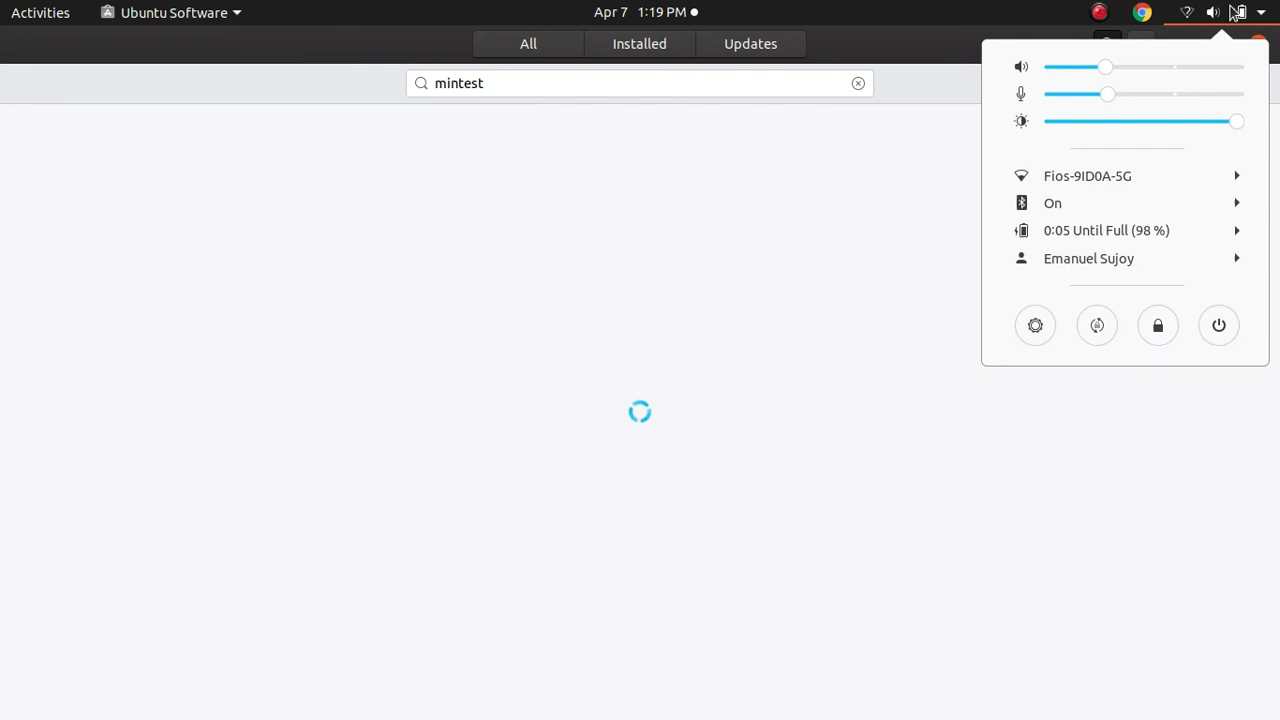 Activities
Ubuntu Software
Apr 7 1:19 PM
All
Installed
Updates
mintest
Fios-9ID0A-5G
On
0:05 Until Full (98 %)
Emanuel Sujoy